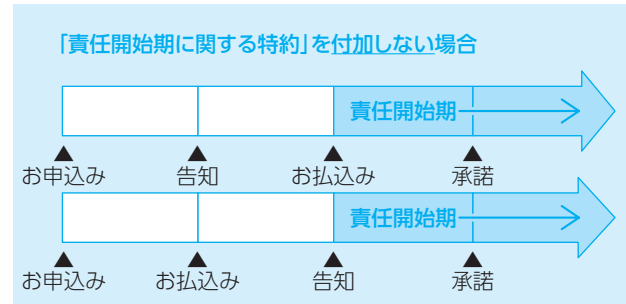 「責任開始期に関する特約」を付加しない場合
責任開始期
お申込み 告知 お払込み 承諾
責任開始期
お申込み お払込み 告知 承諾